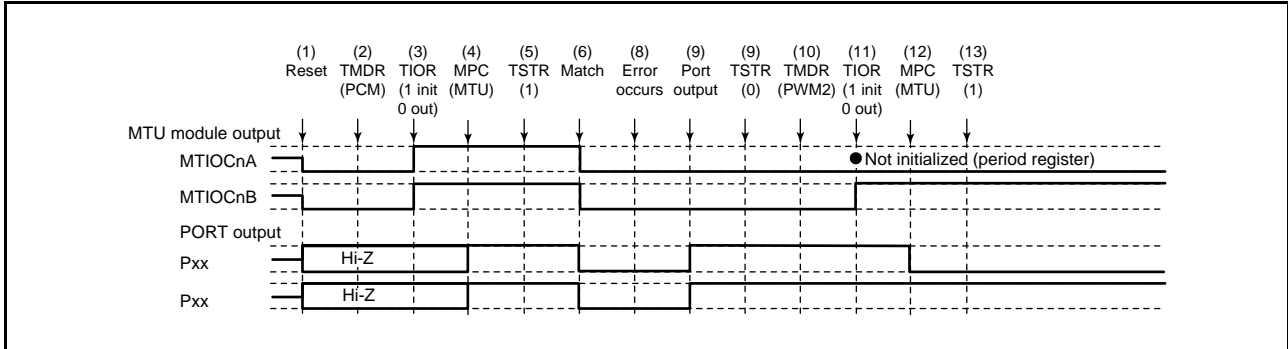 (1) (2) (3) (4) (5) (6) (8) (9) (9) (10) (11) (12) (13)
Reset TMDR TIOR MPC TSTR Match Error Port TSTR TMDR TIOR MPC TSTR
(PCM) (1 init (MTU) (1) occurs output (0) (PWM2) (1 init (MTU) (1)
0 out) 0 out)
MTU module output
MTIOCnA
Not initialized (period register)
MTIOCnB
PORT output
Pxx
Hi-Z
Pxx
Hi-Z